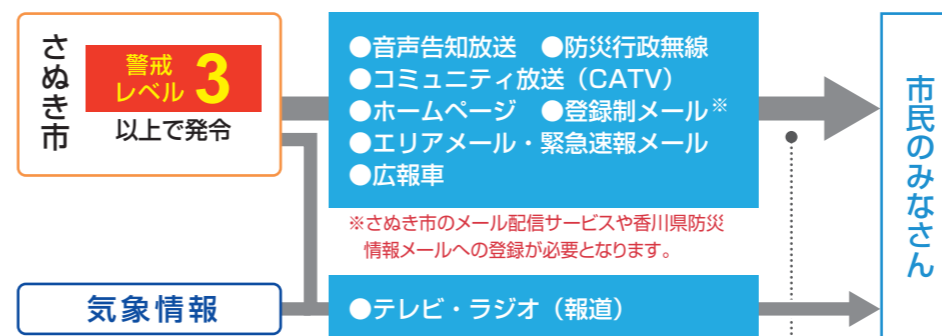 さぬき市
警戒
レベル 3
以上で発令
●音声告知放送 ●防災行政無線
●コミュニティ放送（CATV）
●ホームページ ●登録制メール※
●エリアメール・緊急速報メール
●広報車
※さぬき市のメール配信サービスや香川県防災
情報メールへの登録が必要となります。
気象情報
●テレビ・ラジオ（報道）
市民のみなさん